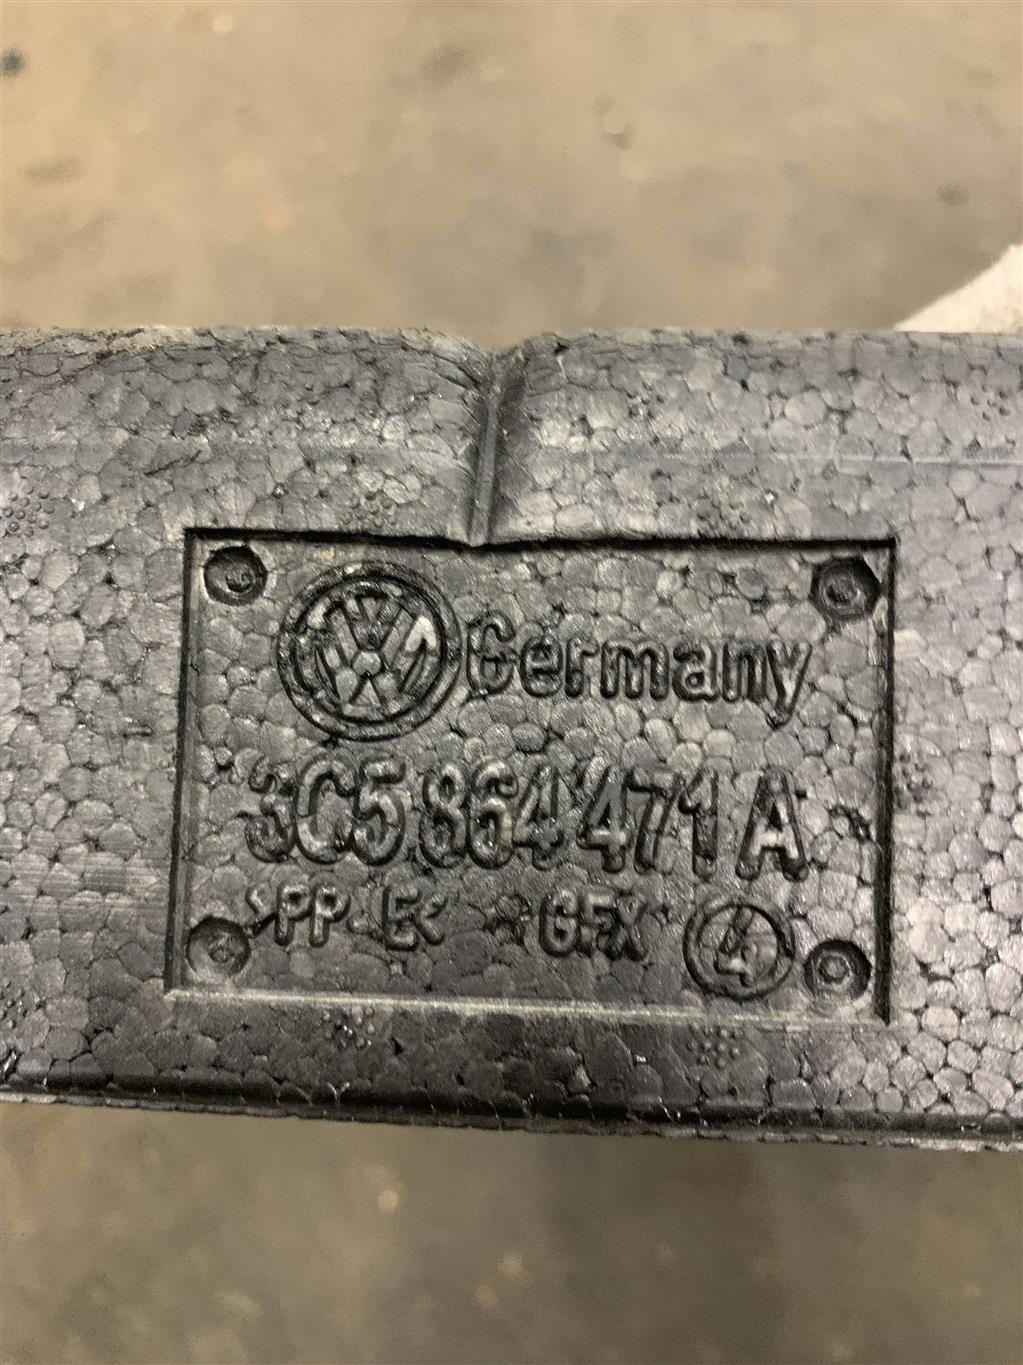 Germany
3C5 864 471 A
>PP-E< GFX 4